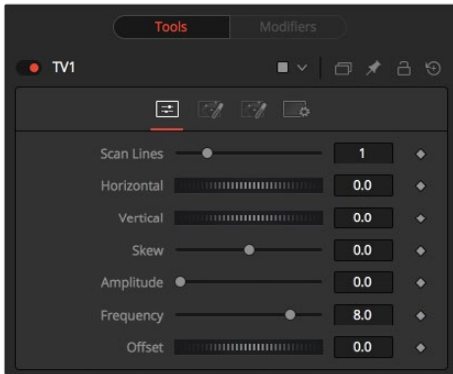 Tools Modifiers
TV1
Scan Lines 1
Horizontal 0.0
Vertical 0.0
Skew 0.0
Amplitude 0.0
Frequency 8.0
Offset 0.0